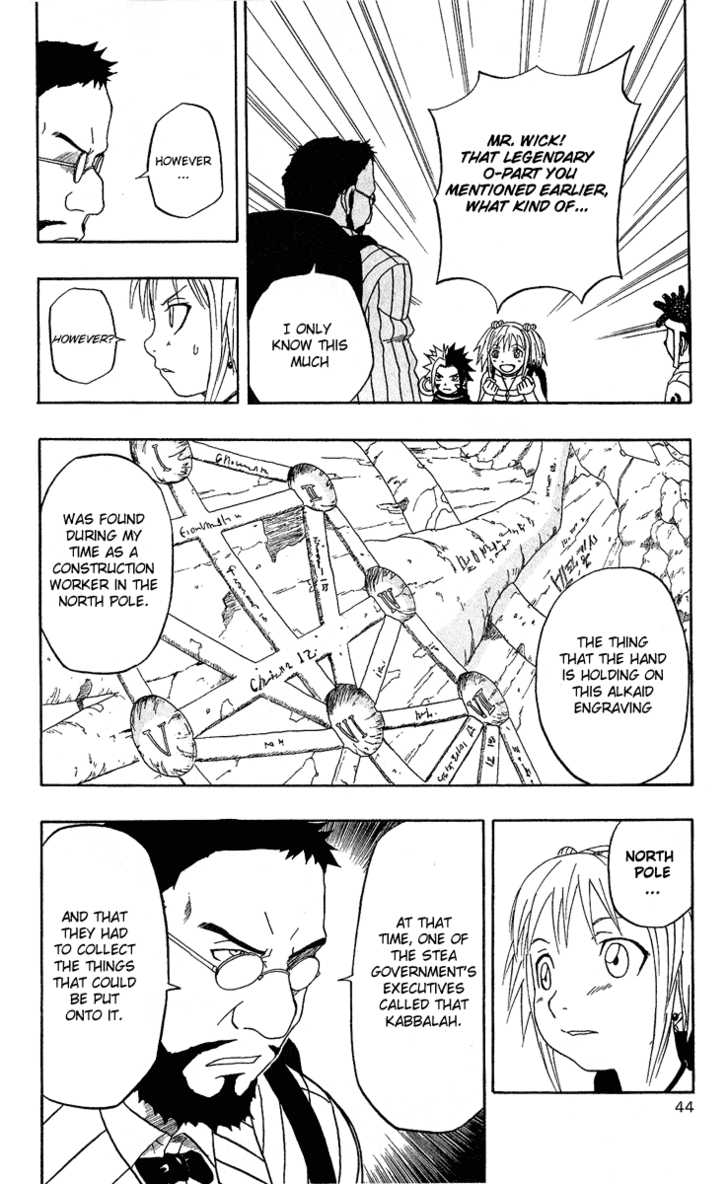 MR. WICK!
THAT LEGENDARY
O-PART YOU
MENTIONED EARLIER,
WHAT KIND OF...
I ONLY
KNOW THIS
MUCH
HOWEVER
...
HOWEVER?
THE THING
THAT THE HAND
IS HOLDING ON
THIS ALKAID
ENGRAVING
WAS FOUND
DURING MY
TIME AS A
CONSTRUCTION
WORKER IN THE
NORTH POLE.
II
V
VI
VII
NORTH
POLE
...
AT THAT
TIME, ONE OF
THE STEA
GOVERNMENT'S
EXECUTIVES
CALLED THAT
KABBALAH.
AND THAT
THEY HAD
TO COLLECT
THE THINGS
THAT COULD
BE PUT
ONTO IT.
44